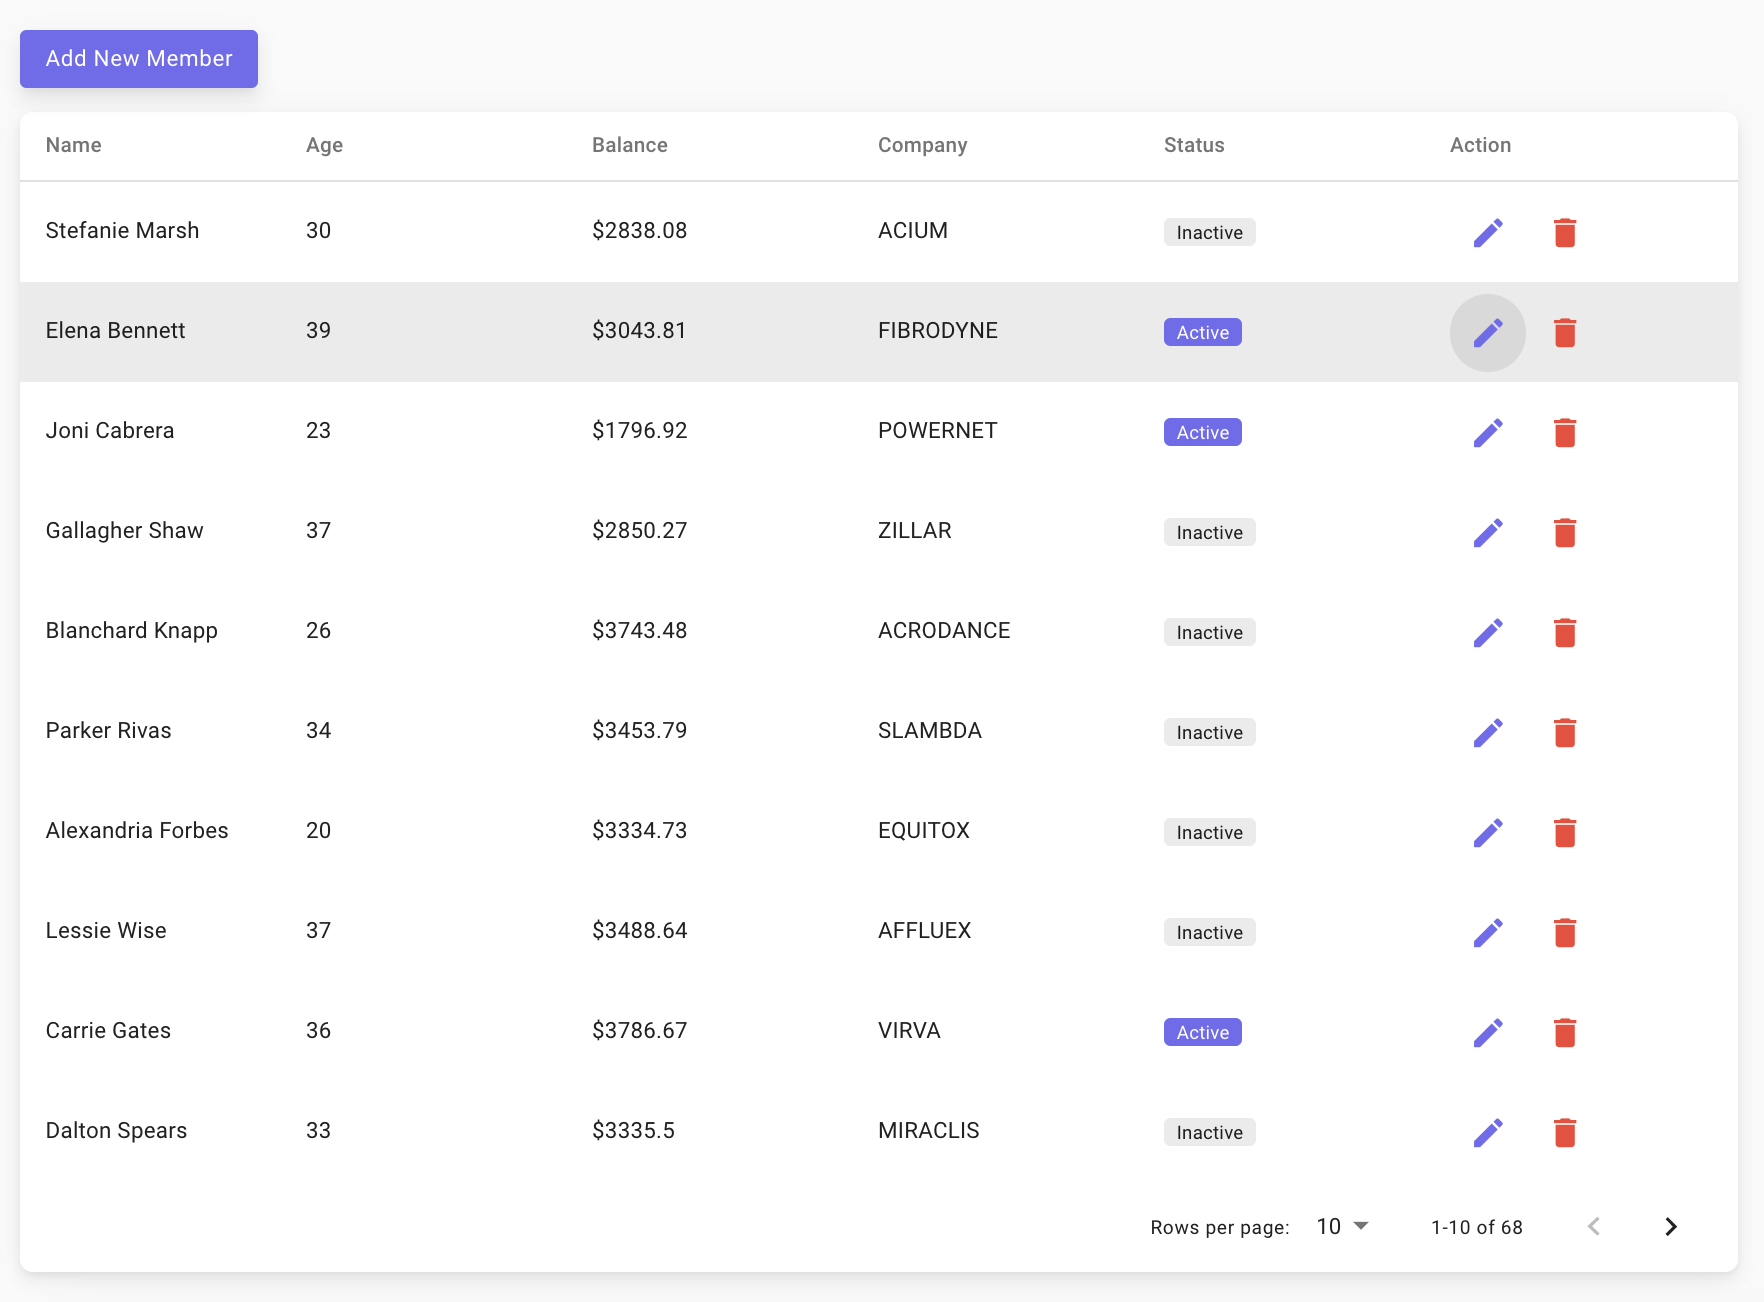 Add New Member
Name Age Balance Company Status Action
Stefanie Marsh 30 $2838.08 ACIUM Inactive
Elena Bennett 39 $3043.81 FIBRODYNE Active
Joni Cabrera 23 $1796.92 POWERNET Active
Gallagher Shaw 37 $2850.27 ZILLAR Inactive
Blanchard Knapp 26 $3743.48 ACRODANCE Inactive
Parker Rivas 34 $3453.79 SLAMBDA Inactive
Alexandria Forbes 20 $3334.73 EQUITOX Inactive
Lessie Wise 37 $3488.64 AFFLUEX Inactive
Carrie Gates 36 $3786.67 VIRVA Active
Dalton Spears 33 $3335.5 MIRACLIS Inactive
Rows per page: 10 1-10 of 68